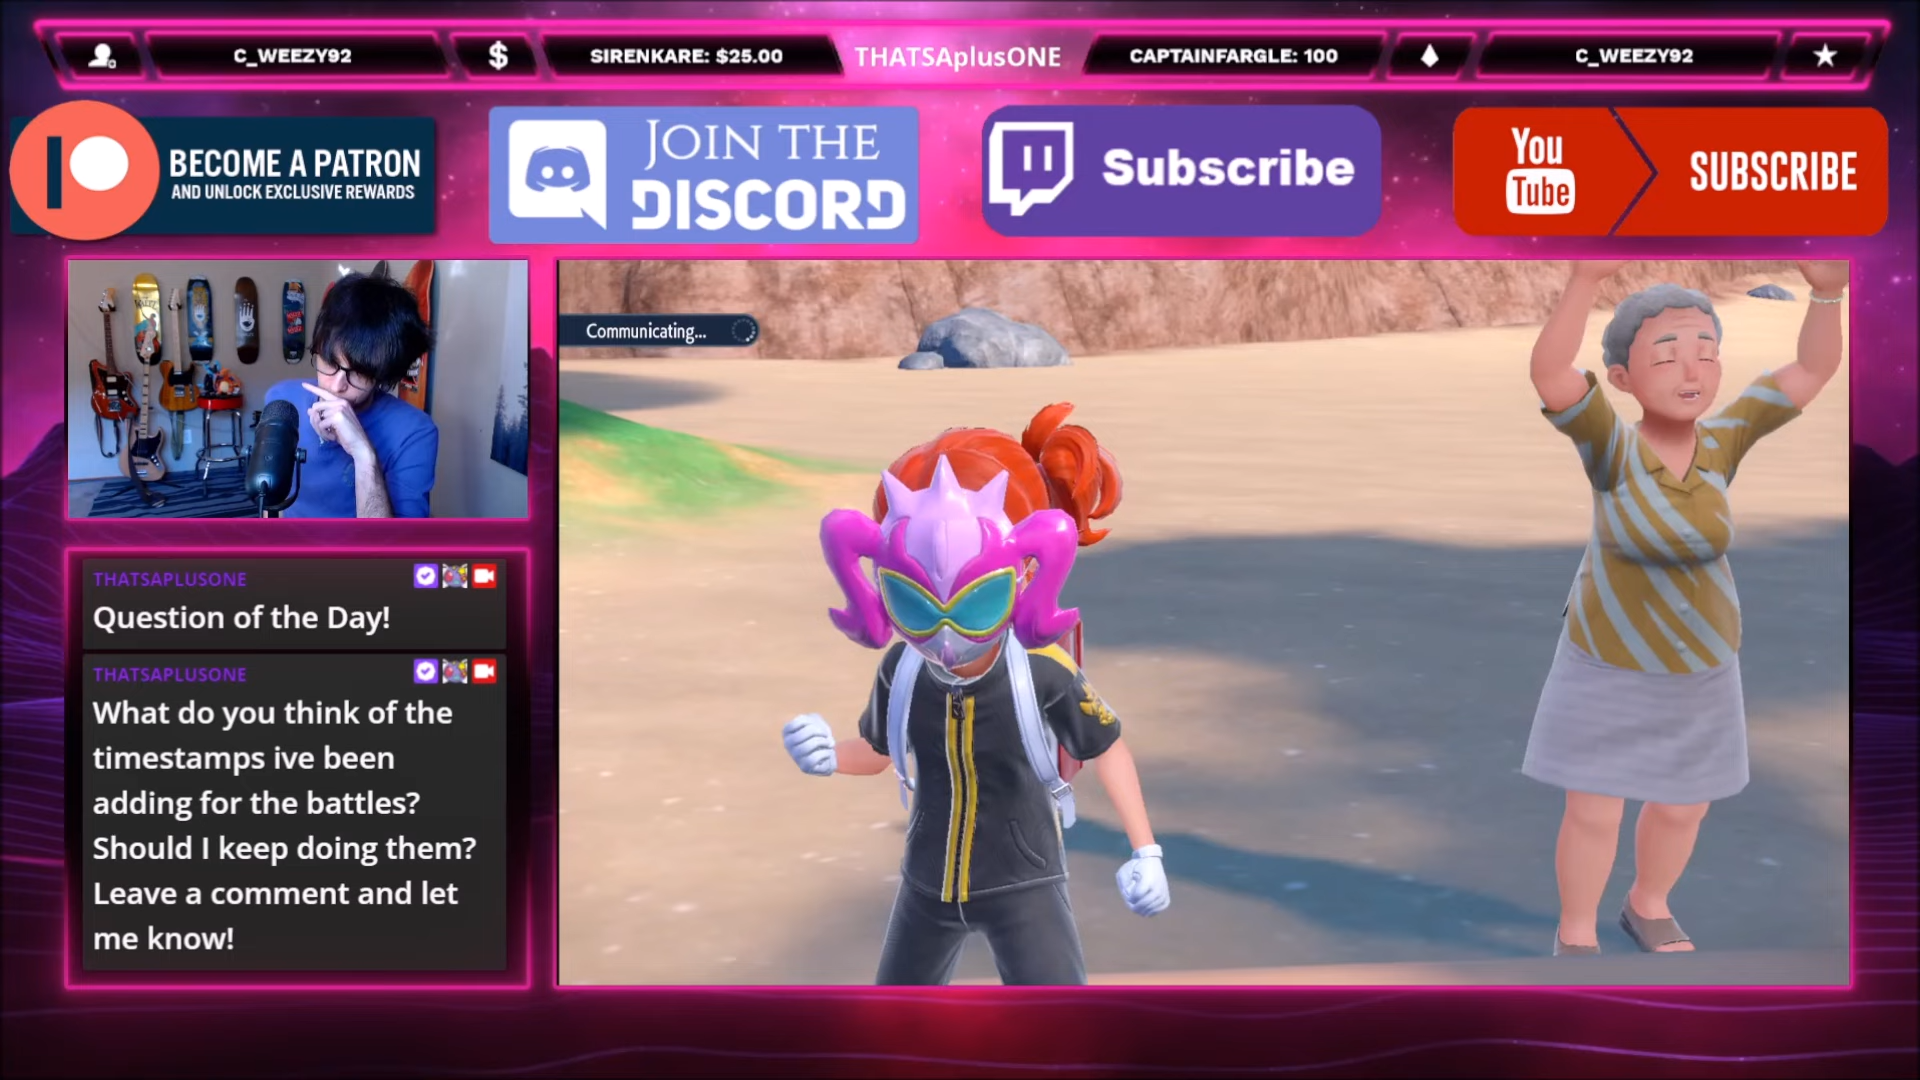 C_WEEZY92
$
SIRENKARE: $25.00
THATSAplusONE
CAPTAINFARGLE: 100
C_WEEZY92
BECOME A PATRON
AND UNLOCK EXCLUSIVE REWARDS
JOIN THE
DISCORD
Subscribe
You
Tube
SUBSCRIBE
Communicating...
THATSAPLUSONE
Question of the Day!
THATSAPLUSONE
What do you think of the
timestamps ive been
adding for the battles?
Should I keep doing them?
Leave a comment and let
me know!